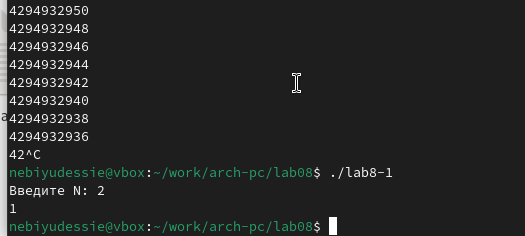 4294932950
4294932948
4294932946
4294932944
4294932942
4294932940
4294932938
4294932936
42^C
nebiyudessie@vbox:~/work/arch-pc/lab08$ ./lab8-1
Введите N: 2
1
nebiyudessie@vbox:~/work/arch-pc/lab08$